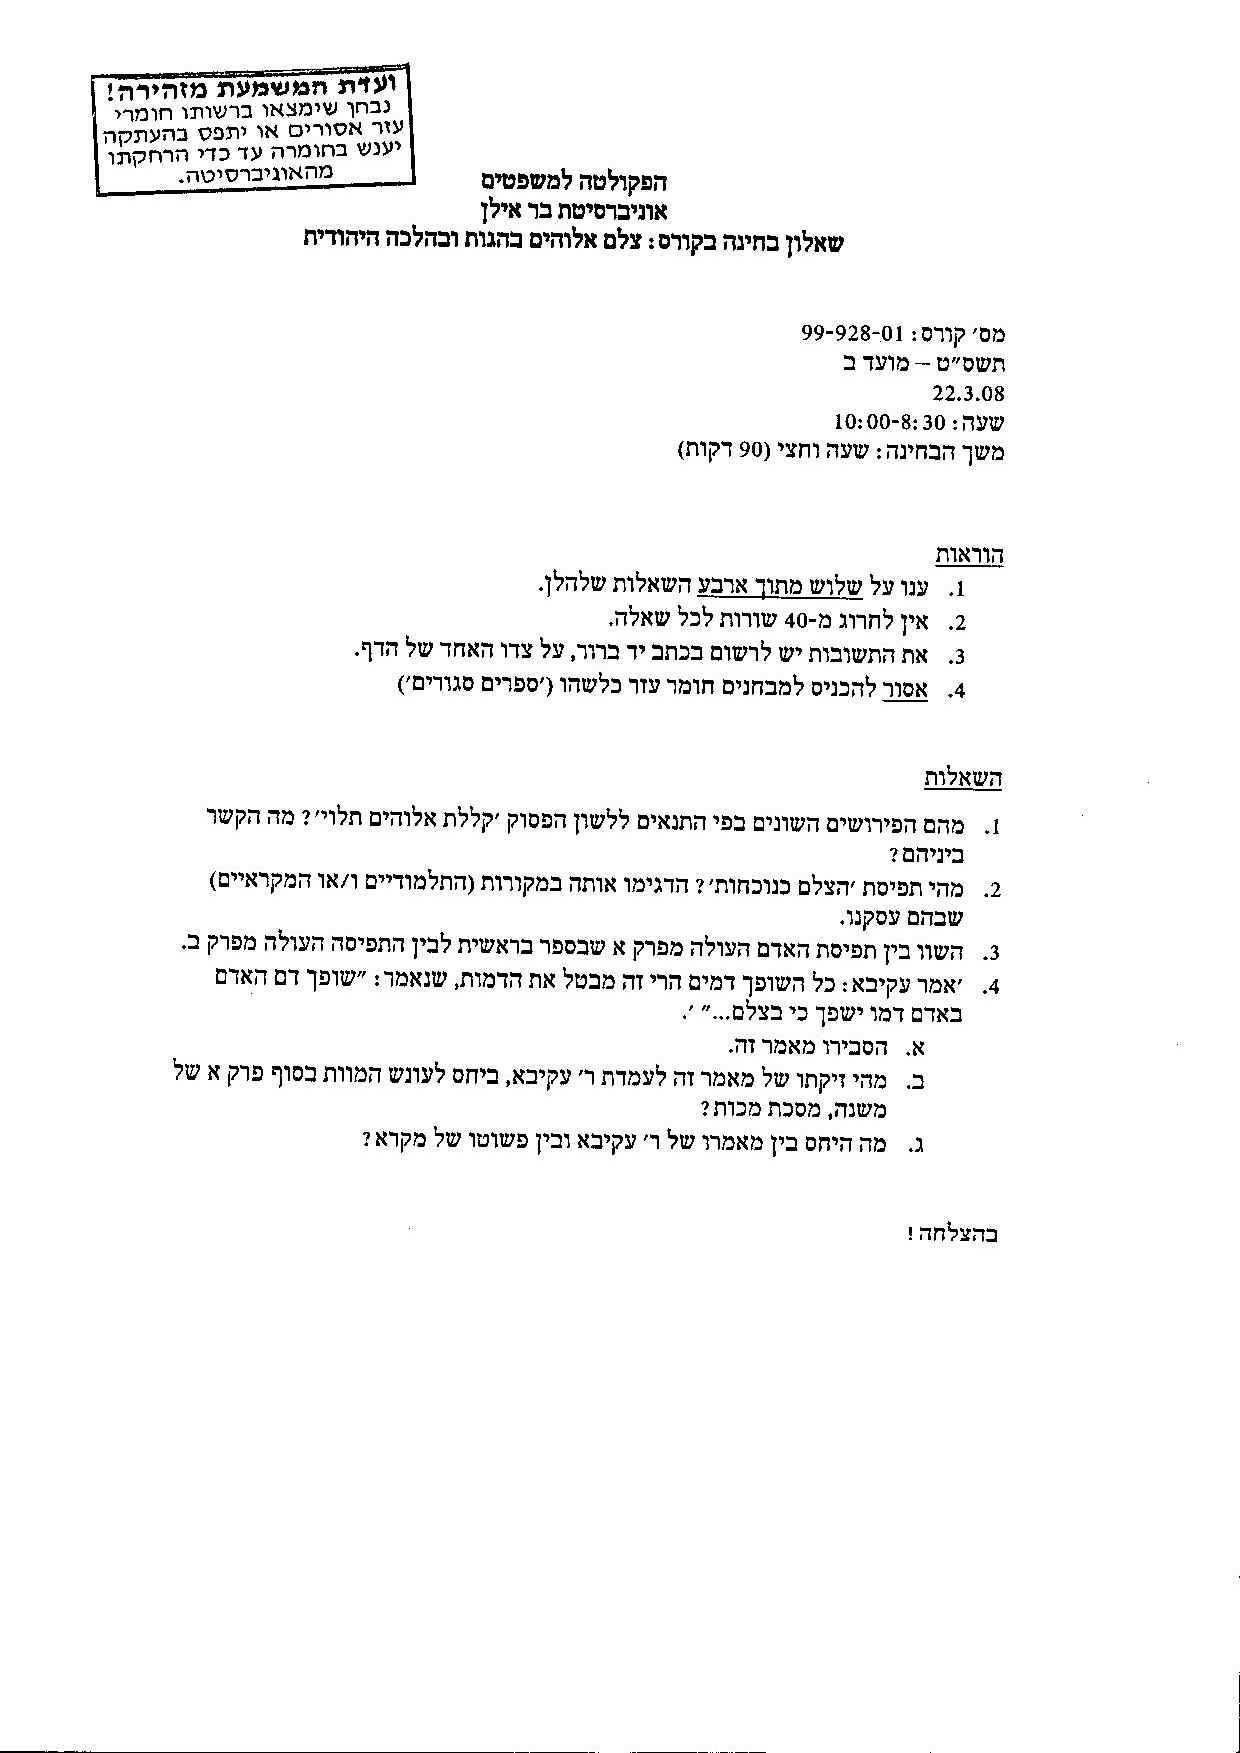 ועדת המשמעת מזהירה!
נבחן שימצאו ברשותו חומרי
עזר אסורים או יתפס בהעתקה
יענש בחומרה עד כדי הרחקתו
מהאוניברסיטה.
הפקולטה למשפטים
אוניברסיטת בר אילן
שאלון בחינה בקורס: צלם אלוהים בהגות ובהלכה היהודית
מס' קורס: 99-928-01
תשס"ט – מועד ב
22.3.08
שעה: 10:00-8:30
משך הבחינה: שעה וחצי (90 דקות)
הוראות
1. ענו על שלוש מתוך ארבע השאלות שלהלן.
2. אין לחרוג מ-40 שורות לכל שאלה.
3. את התשובות יש לרשום בכתב יד ברור, על צדו האחד של הדף.
4. אסור להכניס למבחנים חומר עזר כלשהו ('ספרים סגורים')
השאלות
1. מהם הפירושים השונים בפי התנאים ללשון הפסוק 'קללת אלוהים תלוי'? מה הקשר
ביניהם?
2. מהי תפיסת 'הצלם כנוכחות'? הדגימו אותה במקורות (התלמודיים ו/או המקראיים)
שבהם עסקנו.
3. השוו בין תפיסת האדם העולה מפרק א שבספר בראשית לבין התפיסה העולה מפרק ב.
4. 'אמר עקיבא: כל השופך דמים הרי זה מבטל את הדמות, שנאמר: "שופך דם האדם
באדם דמו ישפך כי בצלם..." '.
א. הסבירו מאמר זה.
ב. מהי זיקתו של מאמר זה לעמדת ר' עקיבא, ביחס לעונש המוות בסוף פרק א של
משנה, מסכת מכות?
ג. מה היחס בין מאמרו של ר' עקיבא ובין פשוטו של מקרא?
בהצלחה!